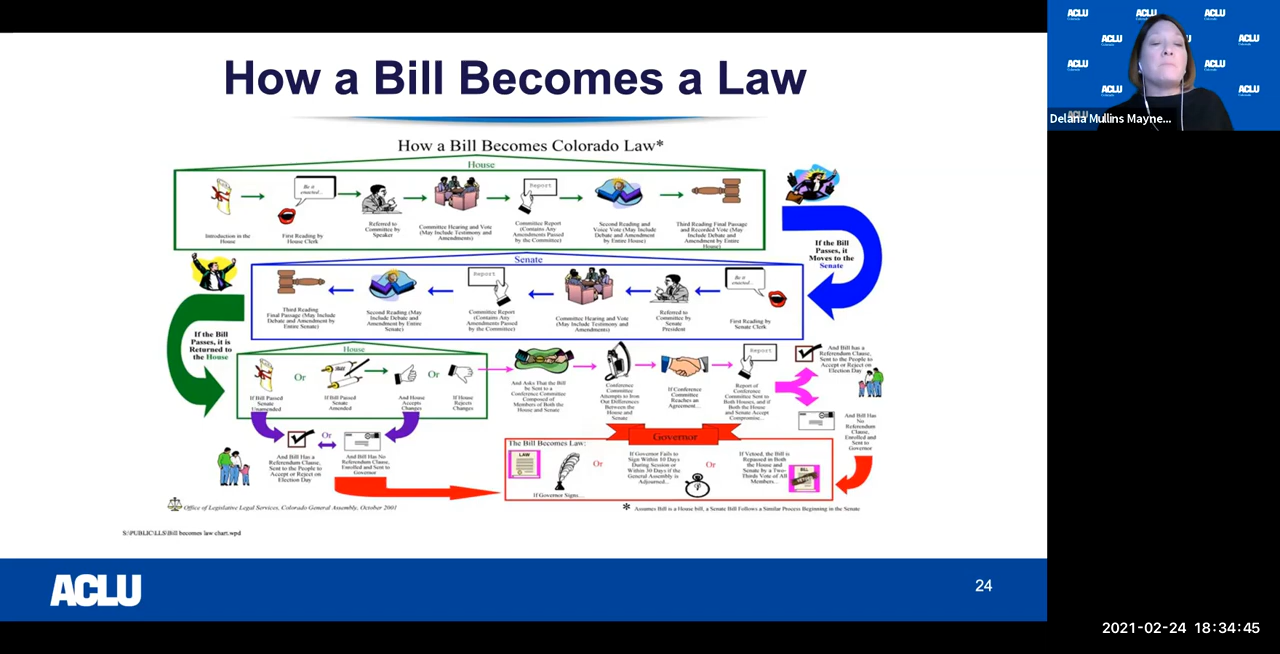 How a Bill Becomes a Law
How a Bill Becomes Colorado Law*
House
Be it
enacted...
Report
Introduction in the
House
First Reading by
House Clerk
Referred to
Committee by
Speaker
Committee Hearing and Vote
(May Include Testimony and
Amendments)
Committee Report
(Contains Any
Amendments Passed
by the Committee)
Second Reading and
Voice Vote (May Include
Debate and Amendment
by Entire House)
Third Reading Final Passage
and Recorded Vote (May
Include Debate and
Amendment by Entire
House)
If the Bill
Passes, it
Moves to the
Senate
Senate
Report
Be it
enacted...
Third Reading
Final Passage (May Include
Debate and Amendment by
Entire Senate)
Second Reading (May
Include Debate and
Amendment by Entire
Senate)
Committee Report
(Contains Any
Amendments Passed
by the Committee)
Committee Hearing and Vote
(May Include Testimony and
Amendments)
Referred to
Committee by
Senate
President
First Reading by
Senate Clerk
If the Bill
Passes, it is
Returned to
the House
House
Or
Or
If Bill Passed
Senate
Unamended
If Bill Passed
Senate
Amended
And House
Accepts
Changes
If House
Rejects
Changes
And Asks That the Bill
be Sent to a
Conference Committee
Composed of
Members of Both the
House and Senate
Conference
Committee
Attempts to Iron
Out Differences
Between the
House and
Senate
If Conference
Committee
Reaches an
Agreement...
Report
Report of
Conference
Committee Sent to
Both Houses, and if
Both the House
and Senate Accept
Compromise...
And Bill has a
Referendum Clause,
Sent to the People to
Accept or Reject on
Election Day
And Bill Has
No
Referendum
Clause,
Enrolled and
Sent to
Governor
Or
And Bill Has a
Referendum Clause,
Sent to the People to
Accept or Reject on
Election Day
And Bill Has No
Referendum Clause,
Enrolled and Sent to
Governor
Governor
The Bill Becomes Law:
LAW
If Governor Signs...
Or
If Governor Fails to
Sign Within 10 Days
During Session or
Within 30 Days if the
General Assembly is
Adjourned...
Or
If Vetoed, the Bill is
Repassed in Both
the House and
Senate by a Two-
Thirds Vote of All
Members...
BILL
Office of Legislative Legal Services, Colorado General Assembly, October 2001
* Assumes Bill is a House bill, a Senate Bill Follows a Similar Process Beginning in the Senate
S:\PUBLIC\LLS\Bill becomes law chart.wpd
ACLU
24
ACLU
ACLU
ACLU
ACLU
ACLU
ACLU
ACLU
ACLU
ACLU
Delana Mullins Mayne...
2021-02-24 18:34:45